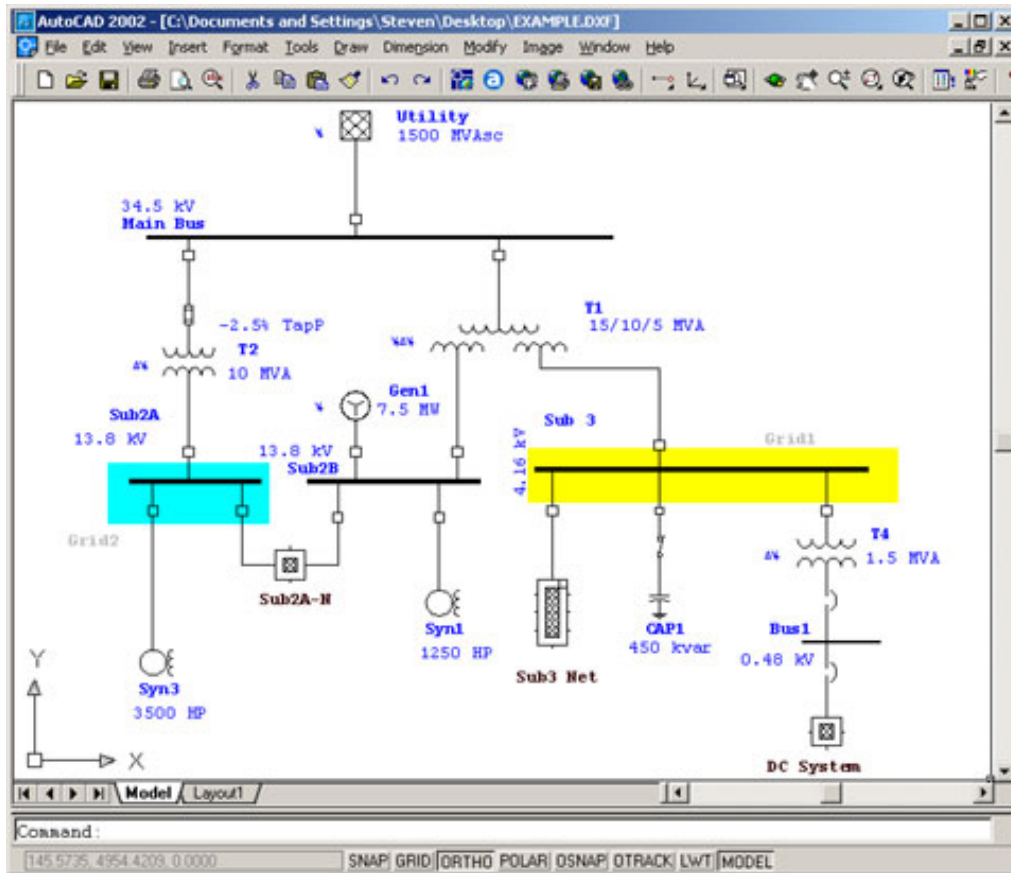 AutoCAD 2002 - [C:\Documents and Settings\Steven\Desktop\EXAMPLE.DXF]
File Edit View Insert Format Tools Draw Dimension Modify Image Window Help
Utility
1500 MVAsc
34.5 kV
Main Bus
T1
15/10/5 MVA
-2.5% TapP
T2
10 MVA
Gen1
7.5 MW
Sub2A
13.8 kV
13.8 kV
Sub2B
Sub 3
4.16 kV
Grid1
Grid2
T4
1.5 MVA
Sub2A-N
Syn1
1250 HP
CAP1
450 kvar
Bus1
0.48 kV
Sub3 Net
Syn3
3500 HP
DC System
Y
X
Model Layout1
Command:
145.5735, 4954.4209, 0.0000 SNAP GRID ORTHO POLAR OSNAP OTRACK LWT MODEL